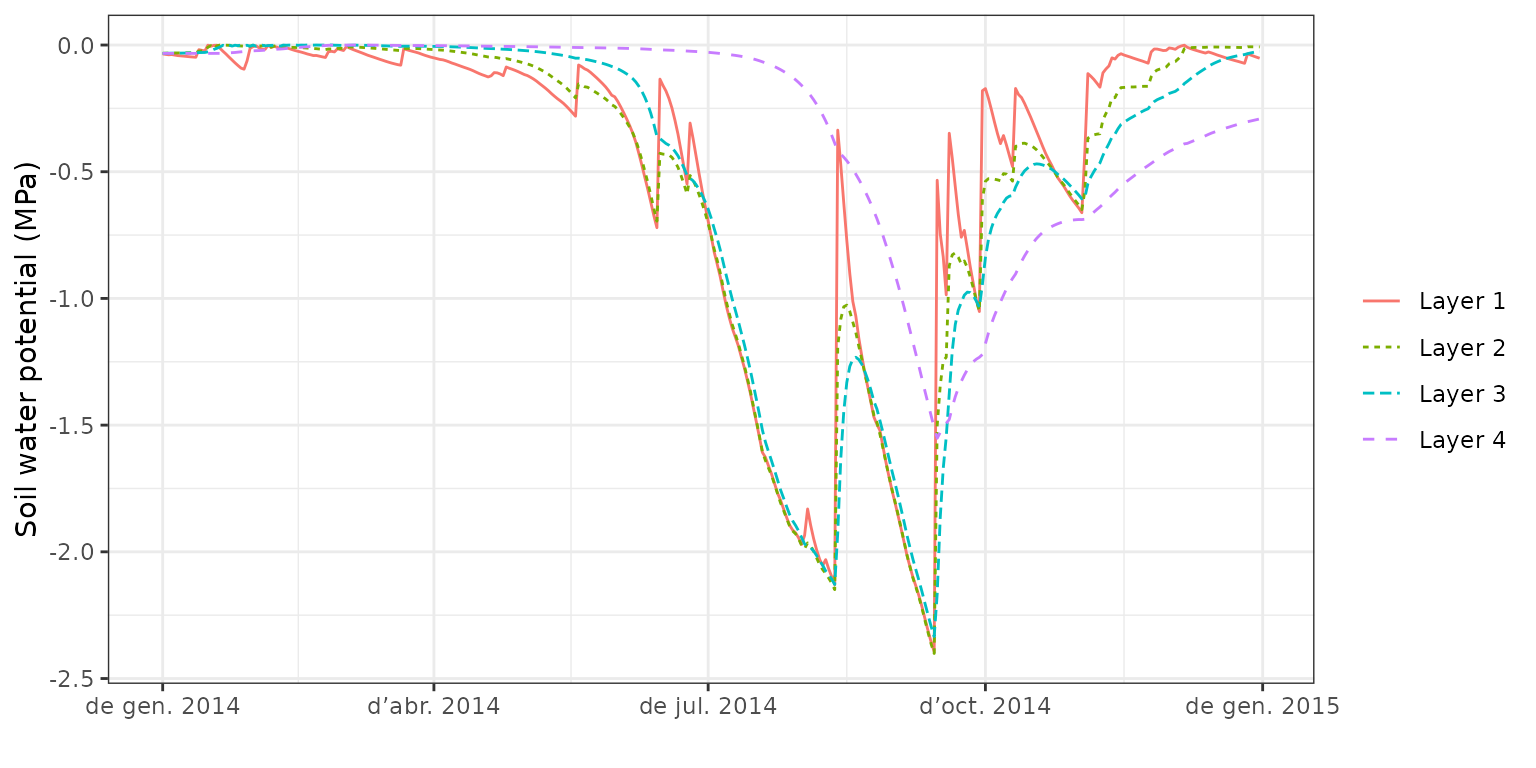 Soil water potential (MPa)
0.0
-0.5
-1.0
-1.5
-2.0
-2.5
de gen. 2014
d’abr. 2014
de jul. 2014
d’oct. 2014
de gen. 2015
Layer 1
Layer 2
Layer 3
Layer 4